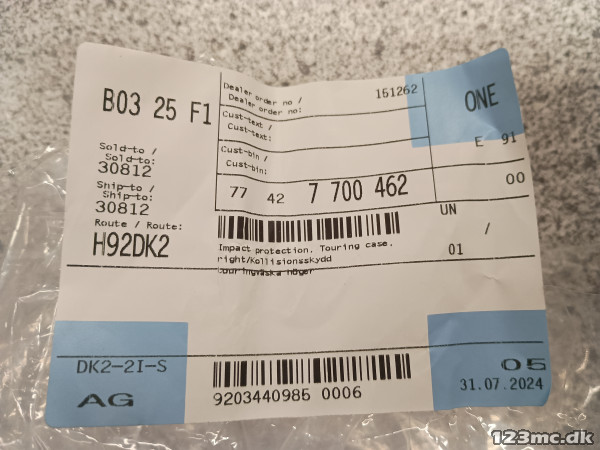 B03 25 F1
Dealer order no / 151262
Dealer order no:
ONE
Cust-text /
Cust-text:
E 91
Sold-to /
Sold-to:
30812
Cust-bin /
Cust-bin:
Ship-to /
Ship-to:
30812
77 42 7 700 462
00
Route / Route:
H92DK2
UN
/
01
Impact protection. Touring case,
right/Kollisionsskydd
touringväska höger
DK2-2I-S
AG
9203440985 0006
05
31.07.2024
123mc.dk